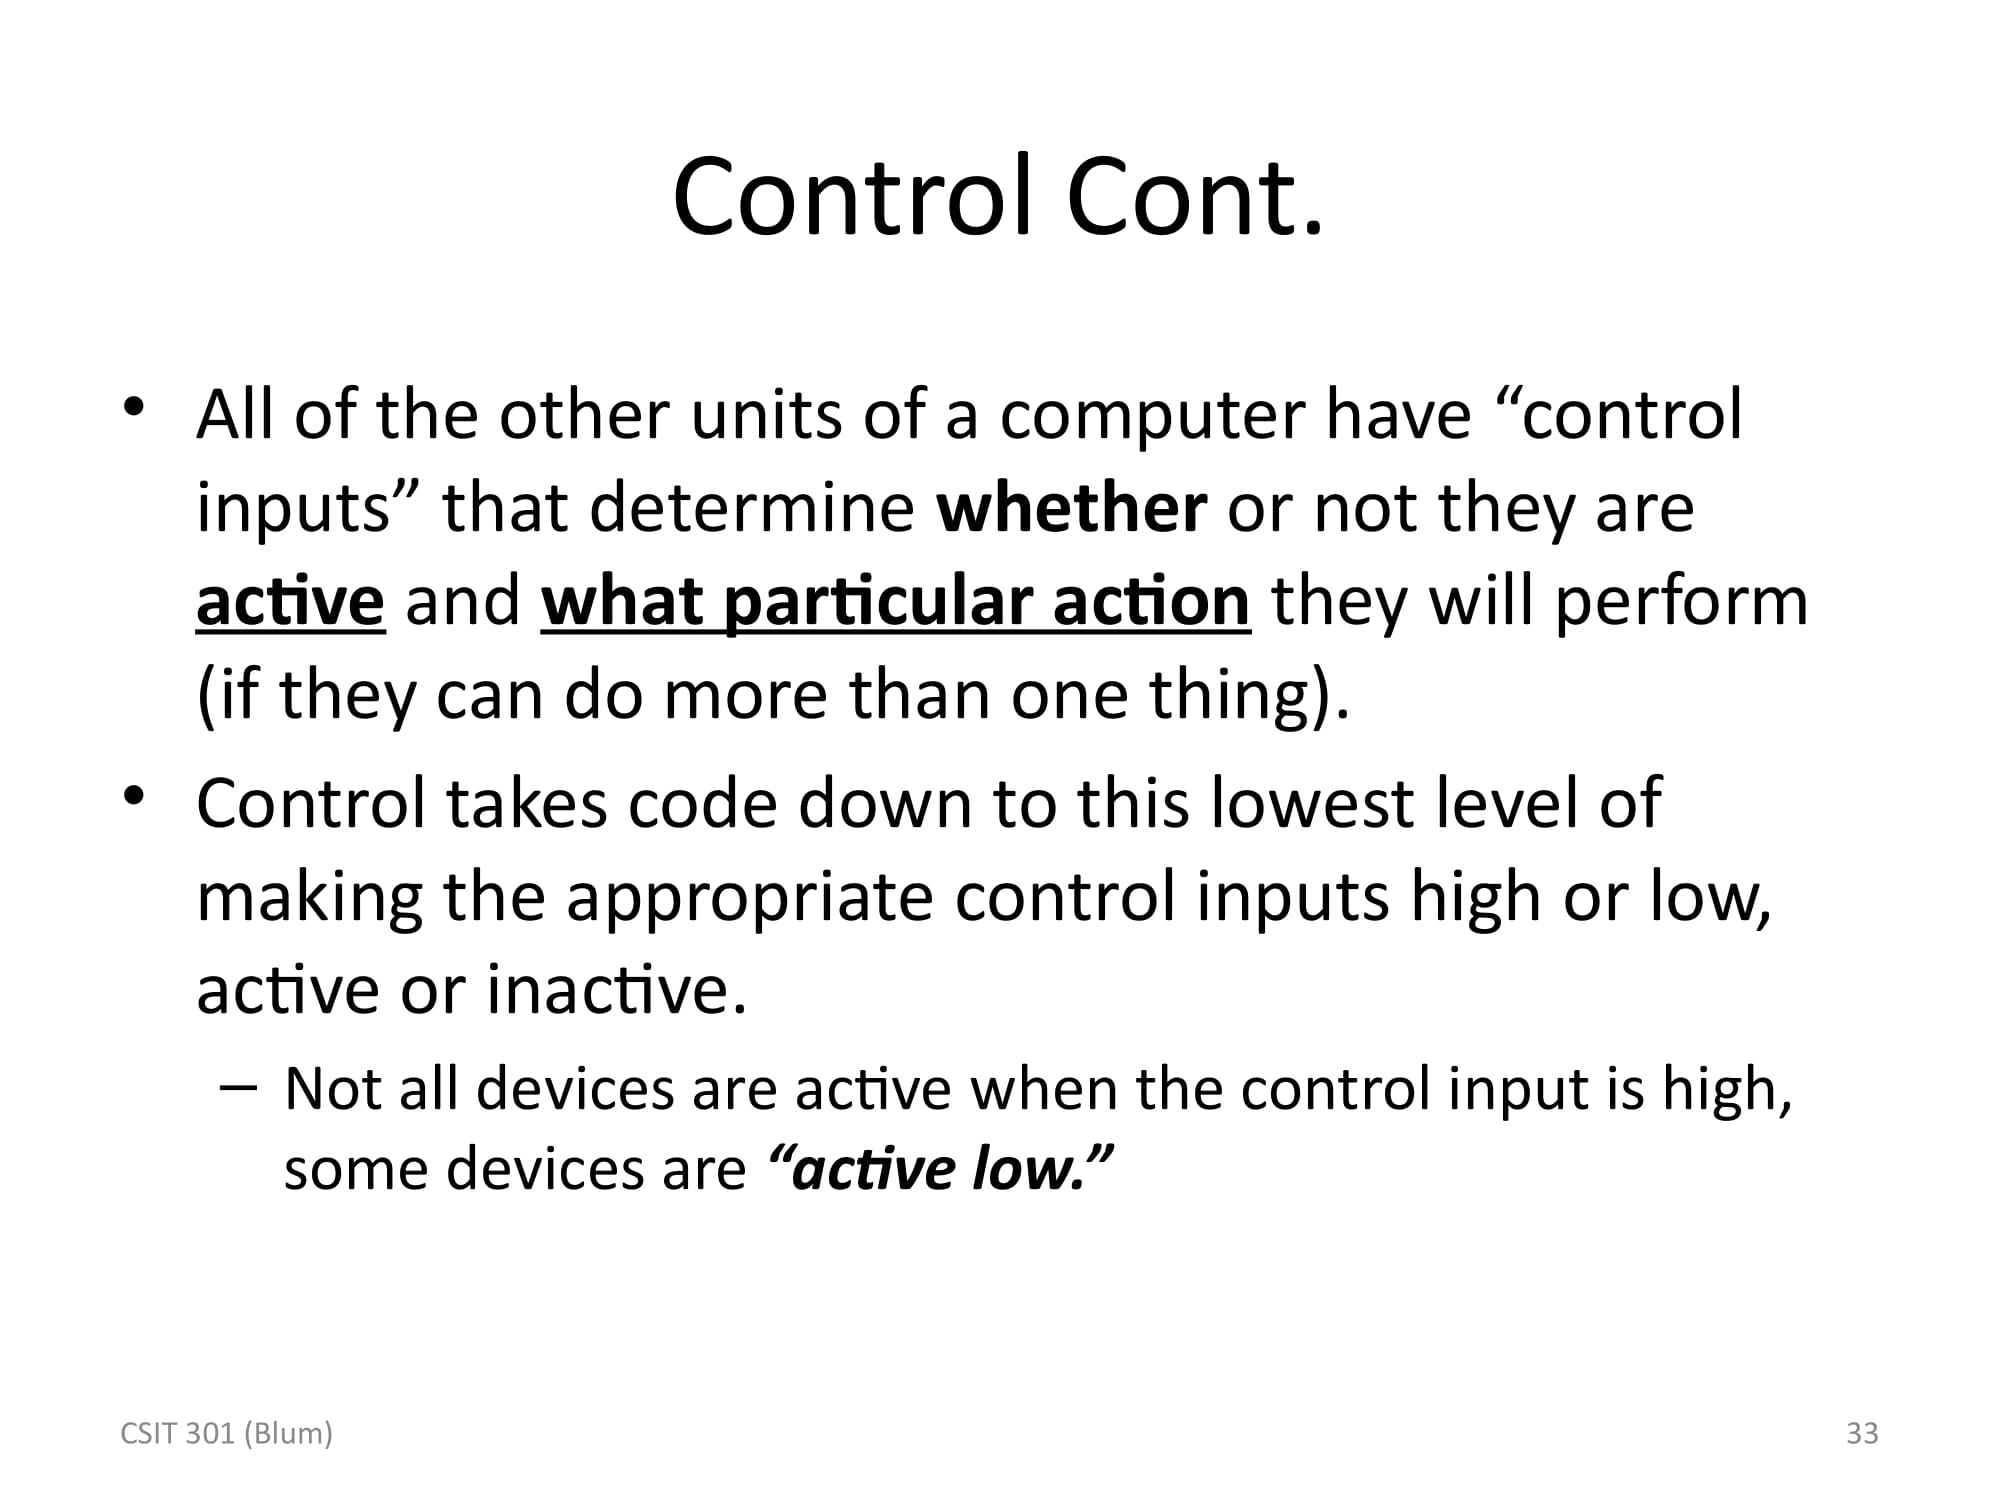 Control Cont.
• All of the other units of a computer have “control
inputs” that determine whether or not they are
active and what particular action they will perform
(if they can do more than one thing).
• Control takes code down to this lowest level of
making the appropriate control inputs high or low,
active or inactive.
– Not all devices are active when the control input is high,
some devices are “active low.”
CSIT 301 (Blum)
33